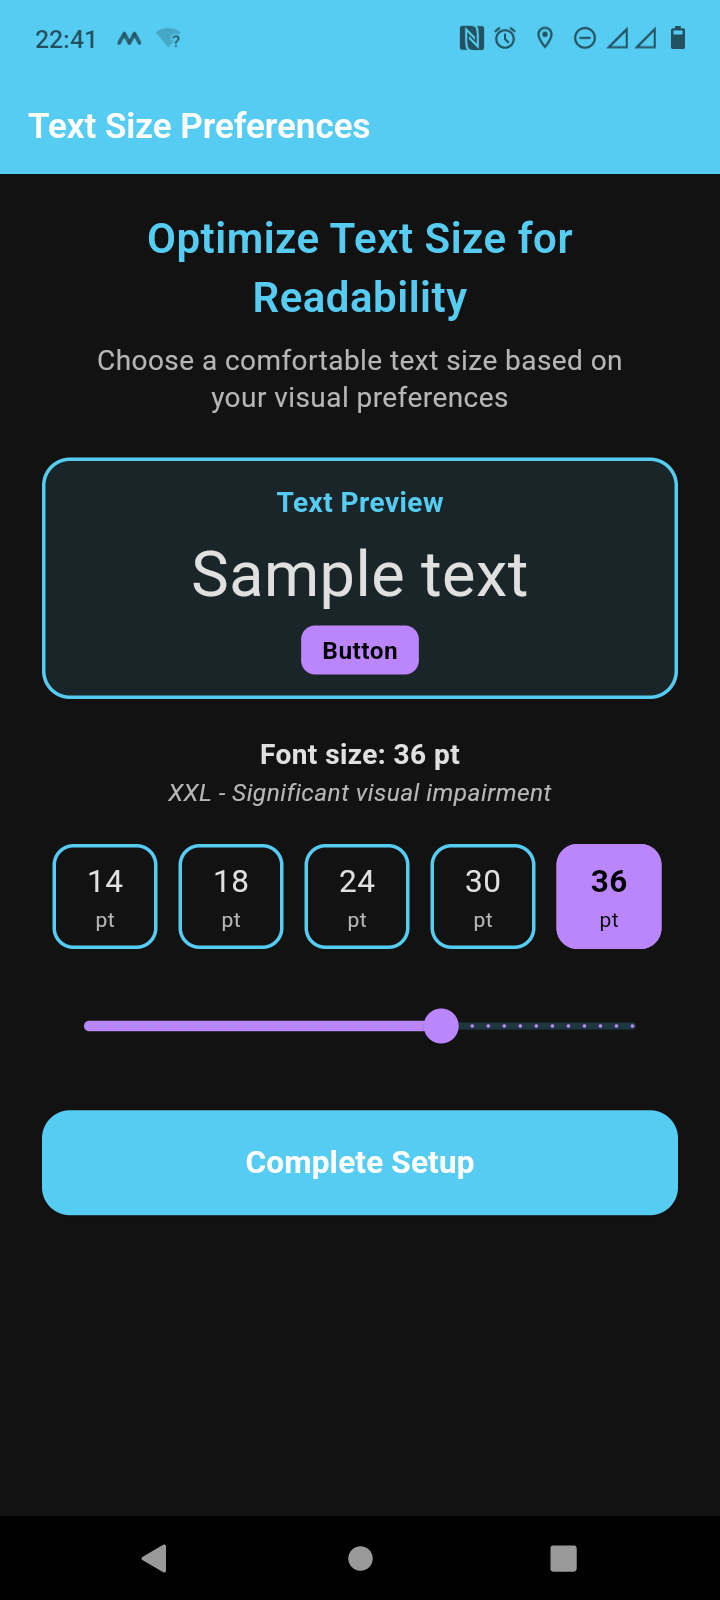 22:41
Text Size Preferences
Optimize Text Size for
Readability
Choose a comfortable text size based on
your visual preferences
Text Preview
Sample text
Button
Font size: 36 pt
XXL - Significant visual impairment
14 18 24 30 36
pt pt pt pt pt
Complete Setup